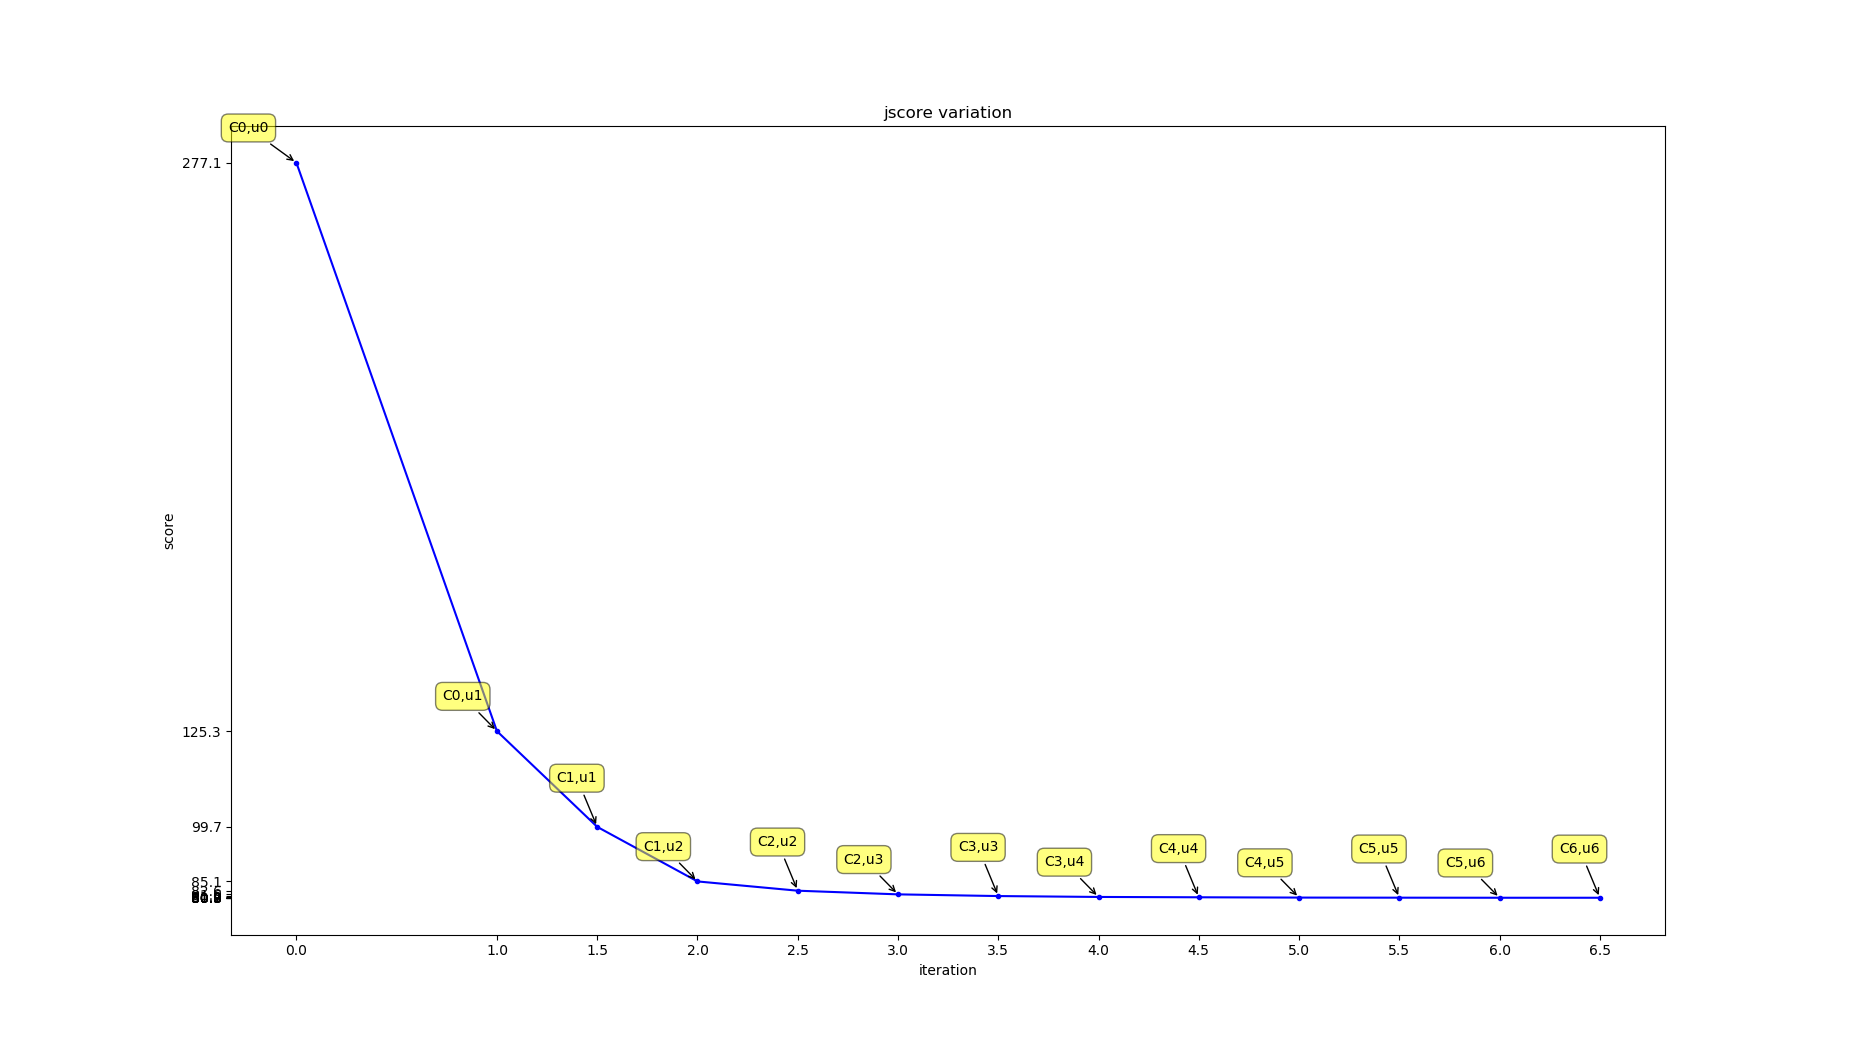 jscore variation
C0,u0
277.1
score
C0,u1
125.3
C1,u1
99.7
C1,u2
C2,u2
C2,u3
C3,u3
C3,u4
C4,u4
C4,u5
C5,u5
C5,u6
C6,u6
85.1
0.0 1.0 1.5 2.0 2.5 3.0 3.5 4.0 4.5 5.0 5.5 6.0 6.5
iteration